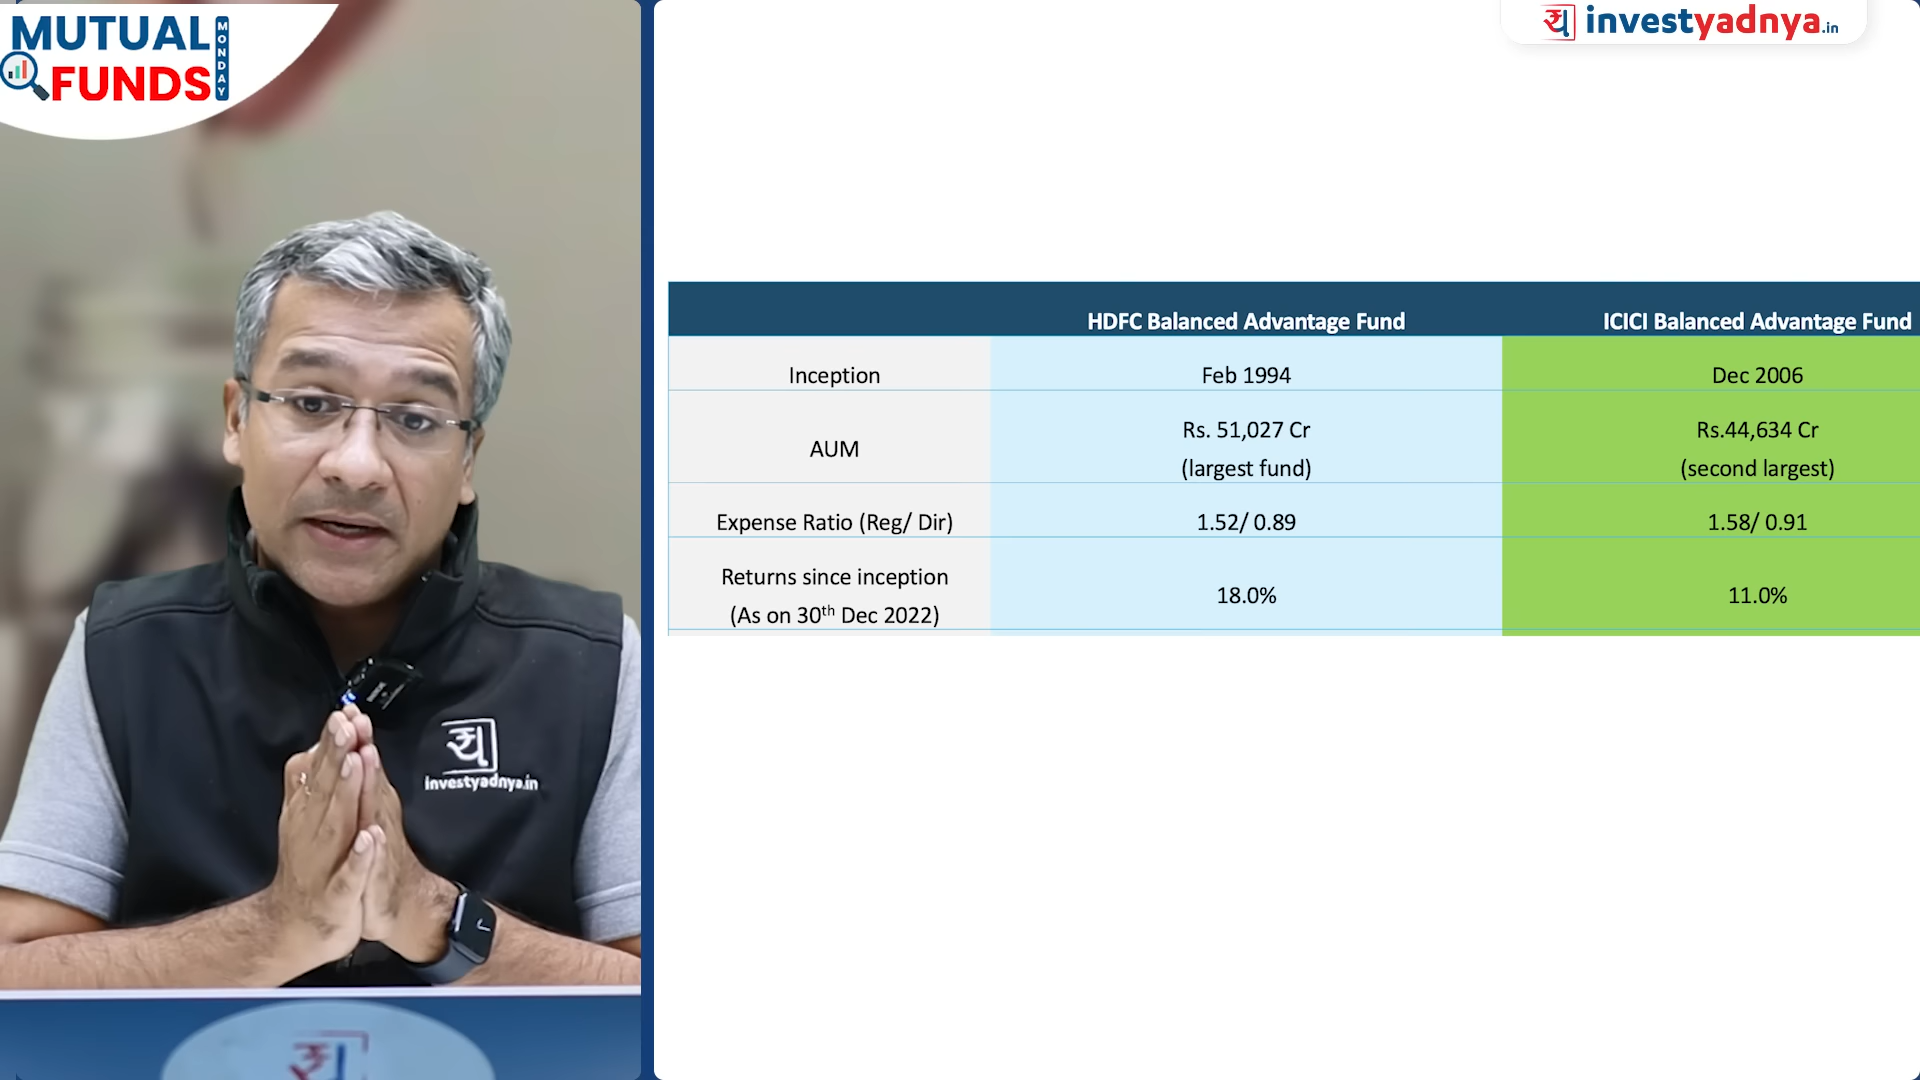 MUTUAL
FUNDS
MONDAY
investyadnya.in
HDFC Balanced Advantage Fund
ICICI Balanced Advantage Fund
Inception
Feb 1994
Dec 2006
AUM
Rs. 51,027 Cr
(largest fund)
Rs.44,634 Cr
(second largest)
Expense Ratio (Reg/ Dir)
1.52/ 0.89
1.58/ 0.91
Returns since inception
(As on 30th Dec 2022)
18.0%
11.0%
investyadnya.in